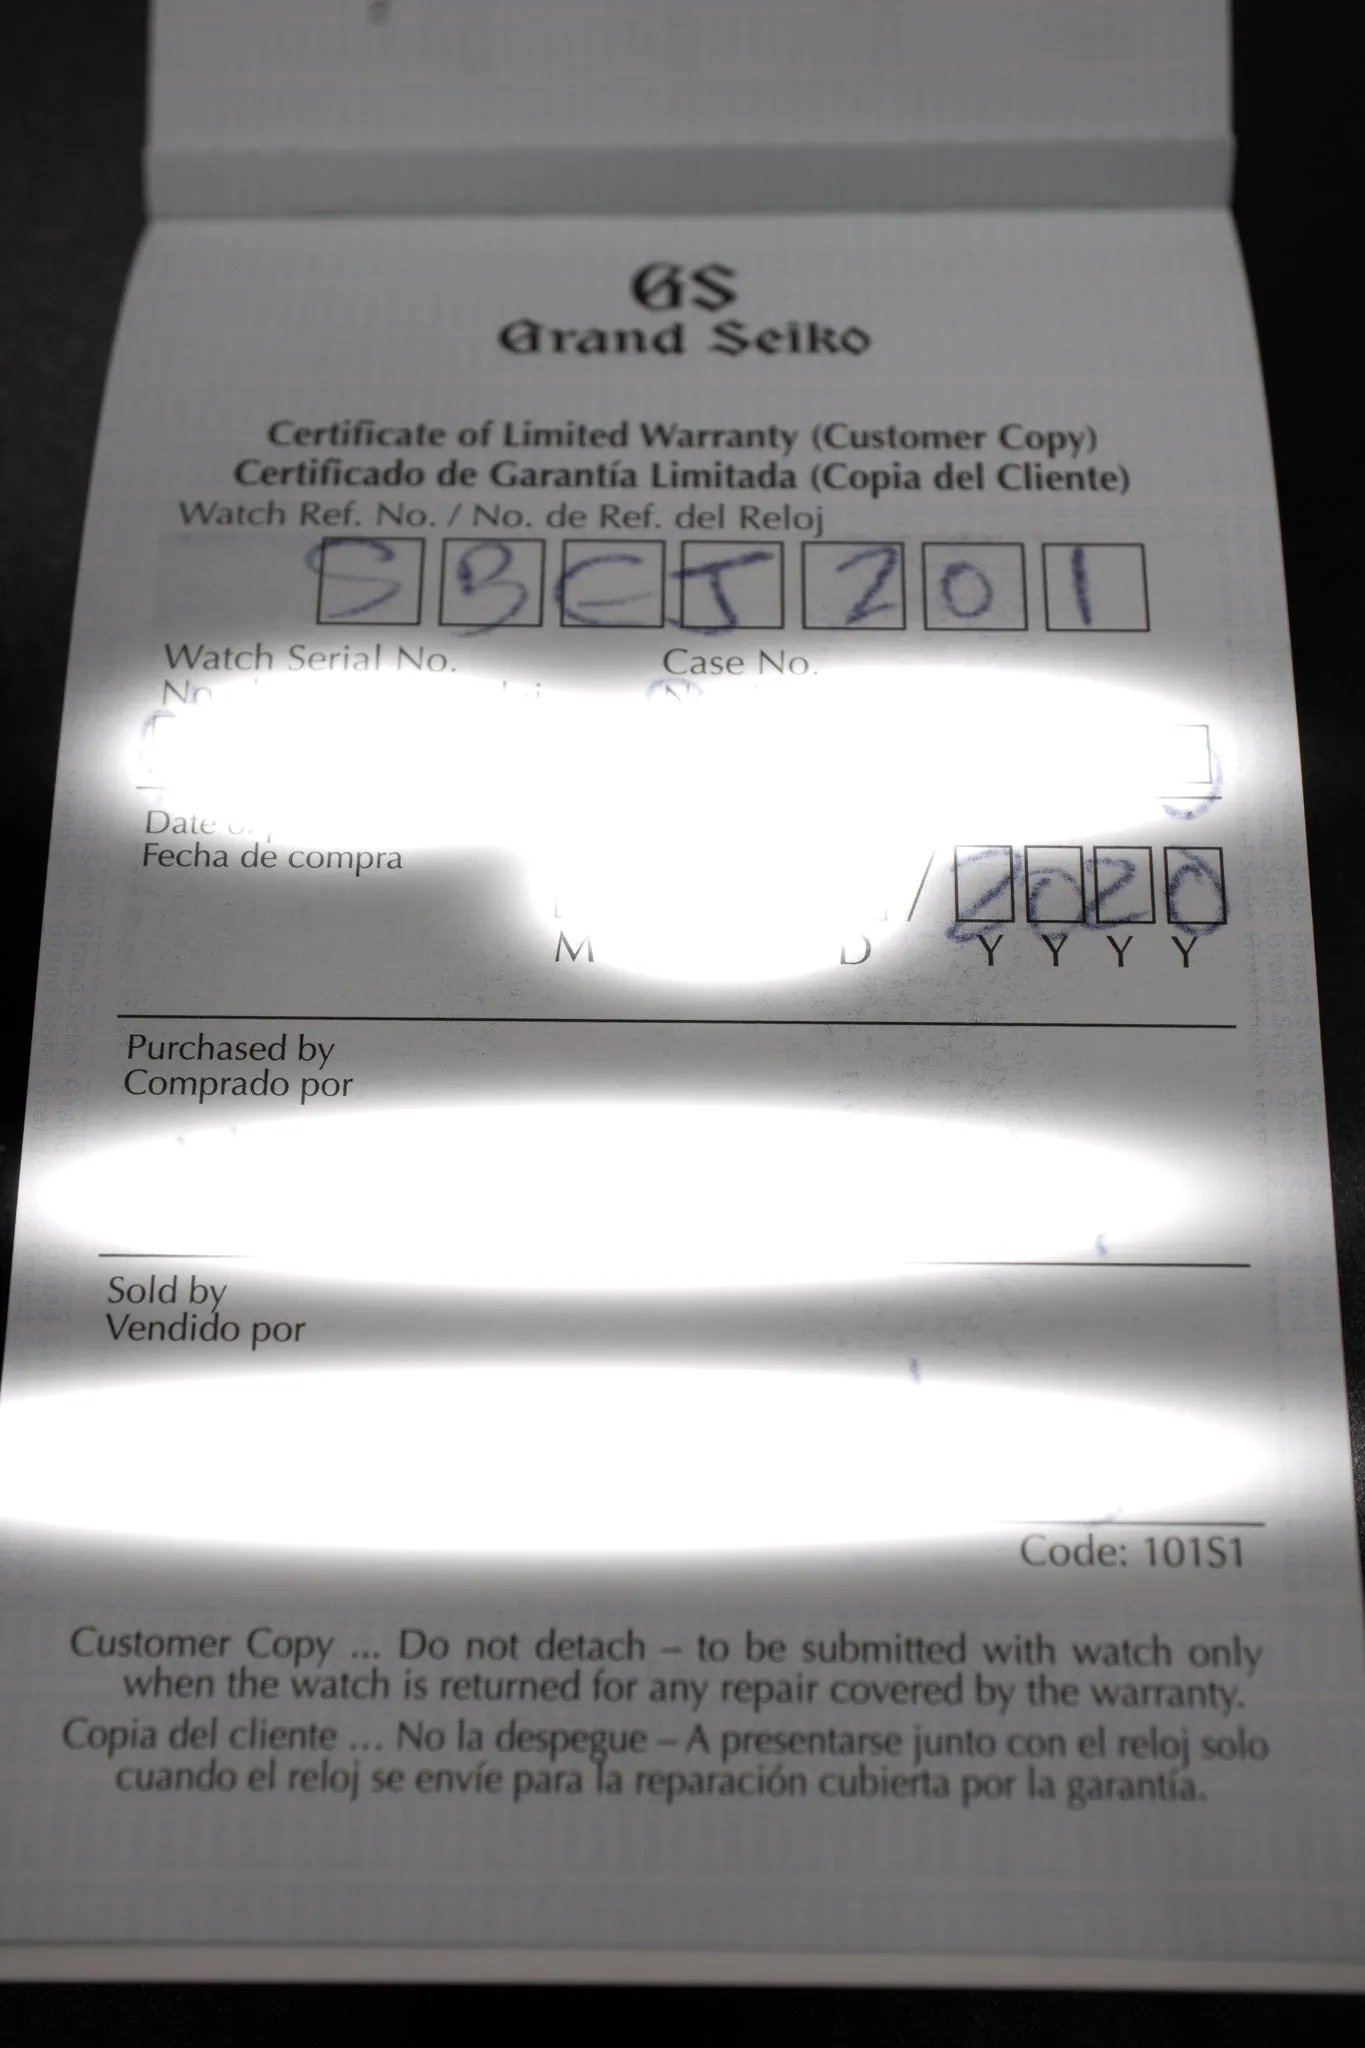 GS
Grand Seiko
Certificate of Limited Warranty (Customer Copy)
Certificado de Garantía Limitada (Copia del Cliente)
Watch Ref. No. / No. de Ref. del Reloj
SBGJ201
Watch Serial No. Case No.
Date
Fecha de compra
/ 2020
M D Y Y Y Y
Purchased by
Comprado por
Sold by
Vendido por
Code: 101S1
Customer Copy ... Do not detach – to be submitted with watch only
when the watch is returned for any repair covered by the warranty.
Copia del cliente ... No la despegue – A presentarse junto con el reloj solo
cuando el reloj se envíe para la reparación cubierta por la garantía.